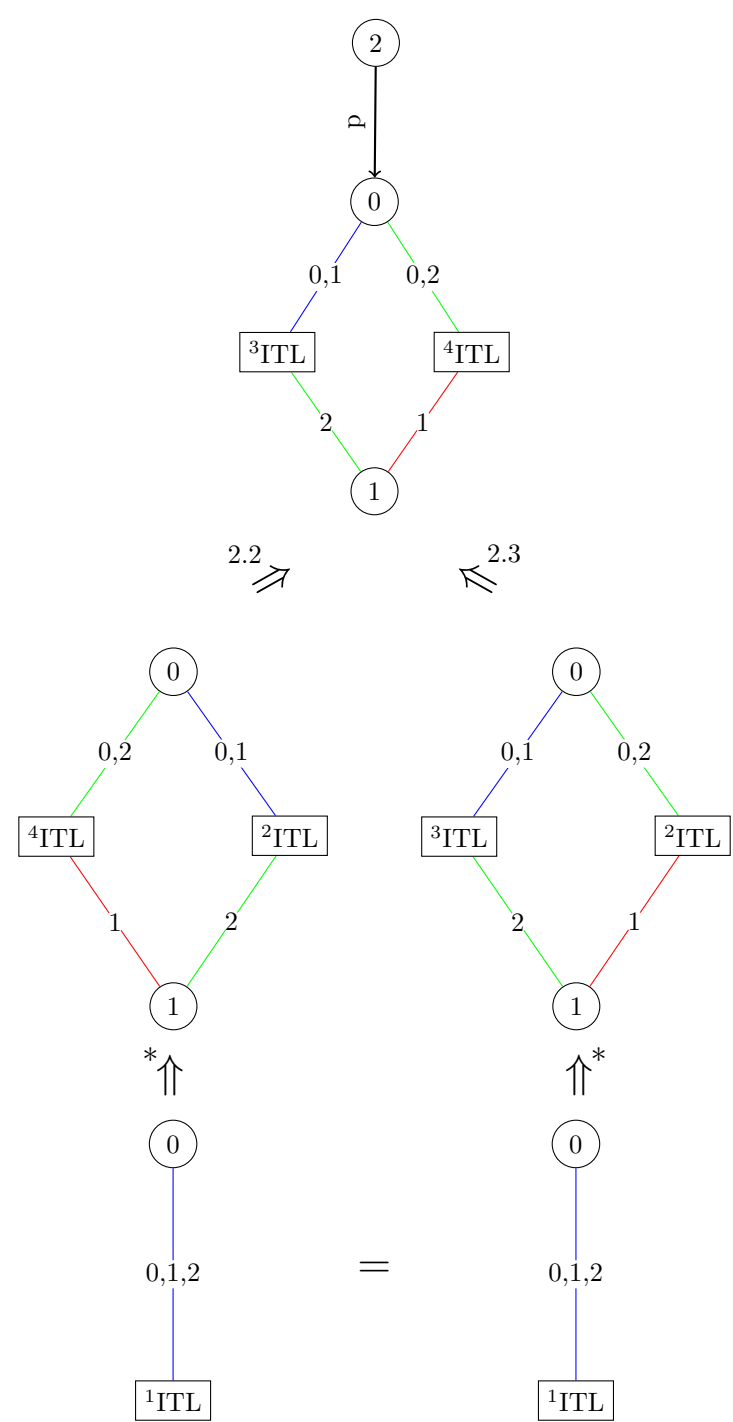 2
p
0
0,1 0,2
³ITL ⁴ITL
2 1
1
2.2 2.3
0 0
0,2 0,1 0,1 0,2
⁴ITL ²ITL ³ITL ²ITL
1 2 2 1
1 1
* *
0 0
0,1,2 = 0,1,2
¹ITL ¹ITL